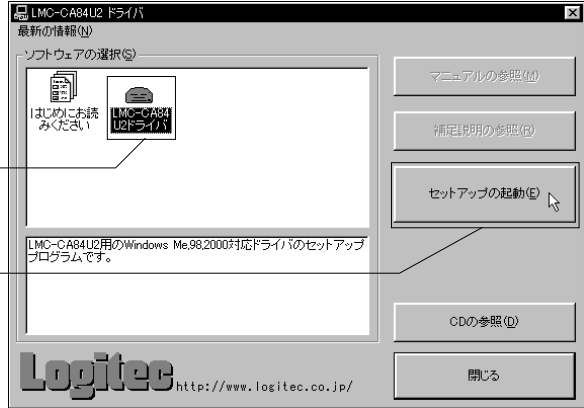 LMC-CA84U2 ドライバ
最新の情報(N)
ソフトウェアの選択(S)
はじめにお読
みください
LMC-CA84
U2ドライバ
マニュアルの参照(M)
補足説明の参照(R)
セットアップの起動(E)
LMC-CA84U2用のWindows Me,98,2000対応ドライバのセットアップ
プログラムです。
CDの参照(D)
Logitec
http://www.logitec.co.jp/
閉じる